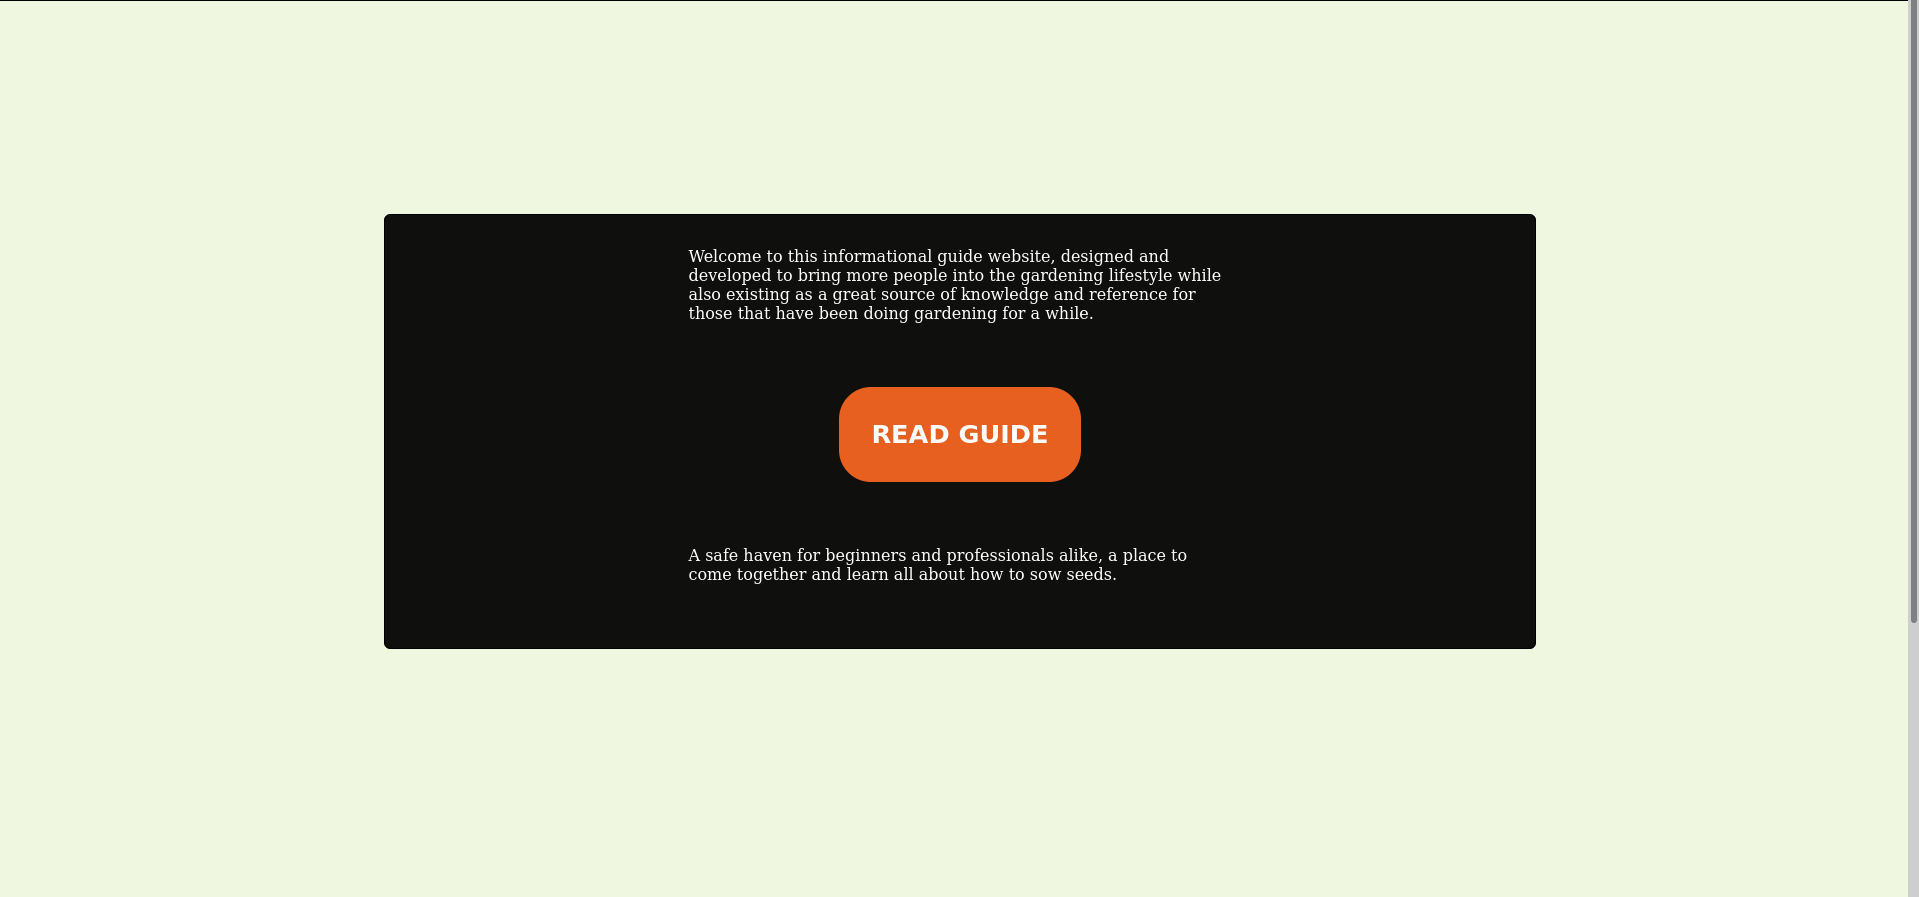 Welcome to this informational guide website, designed and
developed to bring more people into the gardening lifestyle while
also existing as a great source of knowledge and reference for
those that have been doing gardening for a while.
READ GUIDE
A safe haven for beginners and professionals alike, a place to
come together and learn all about how to sow seeds.